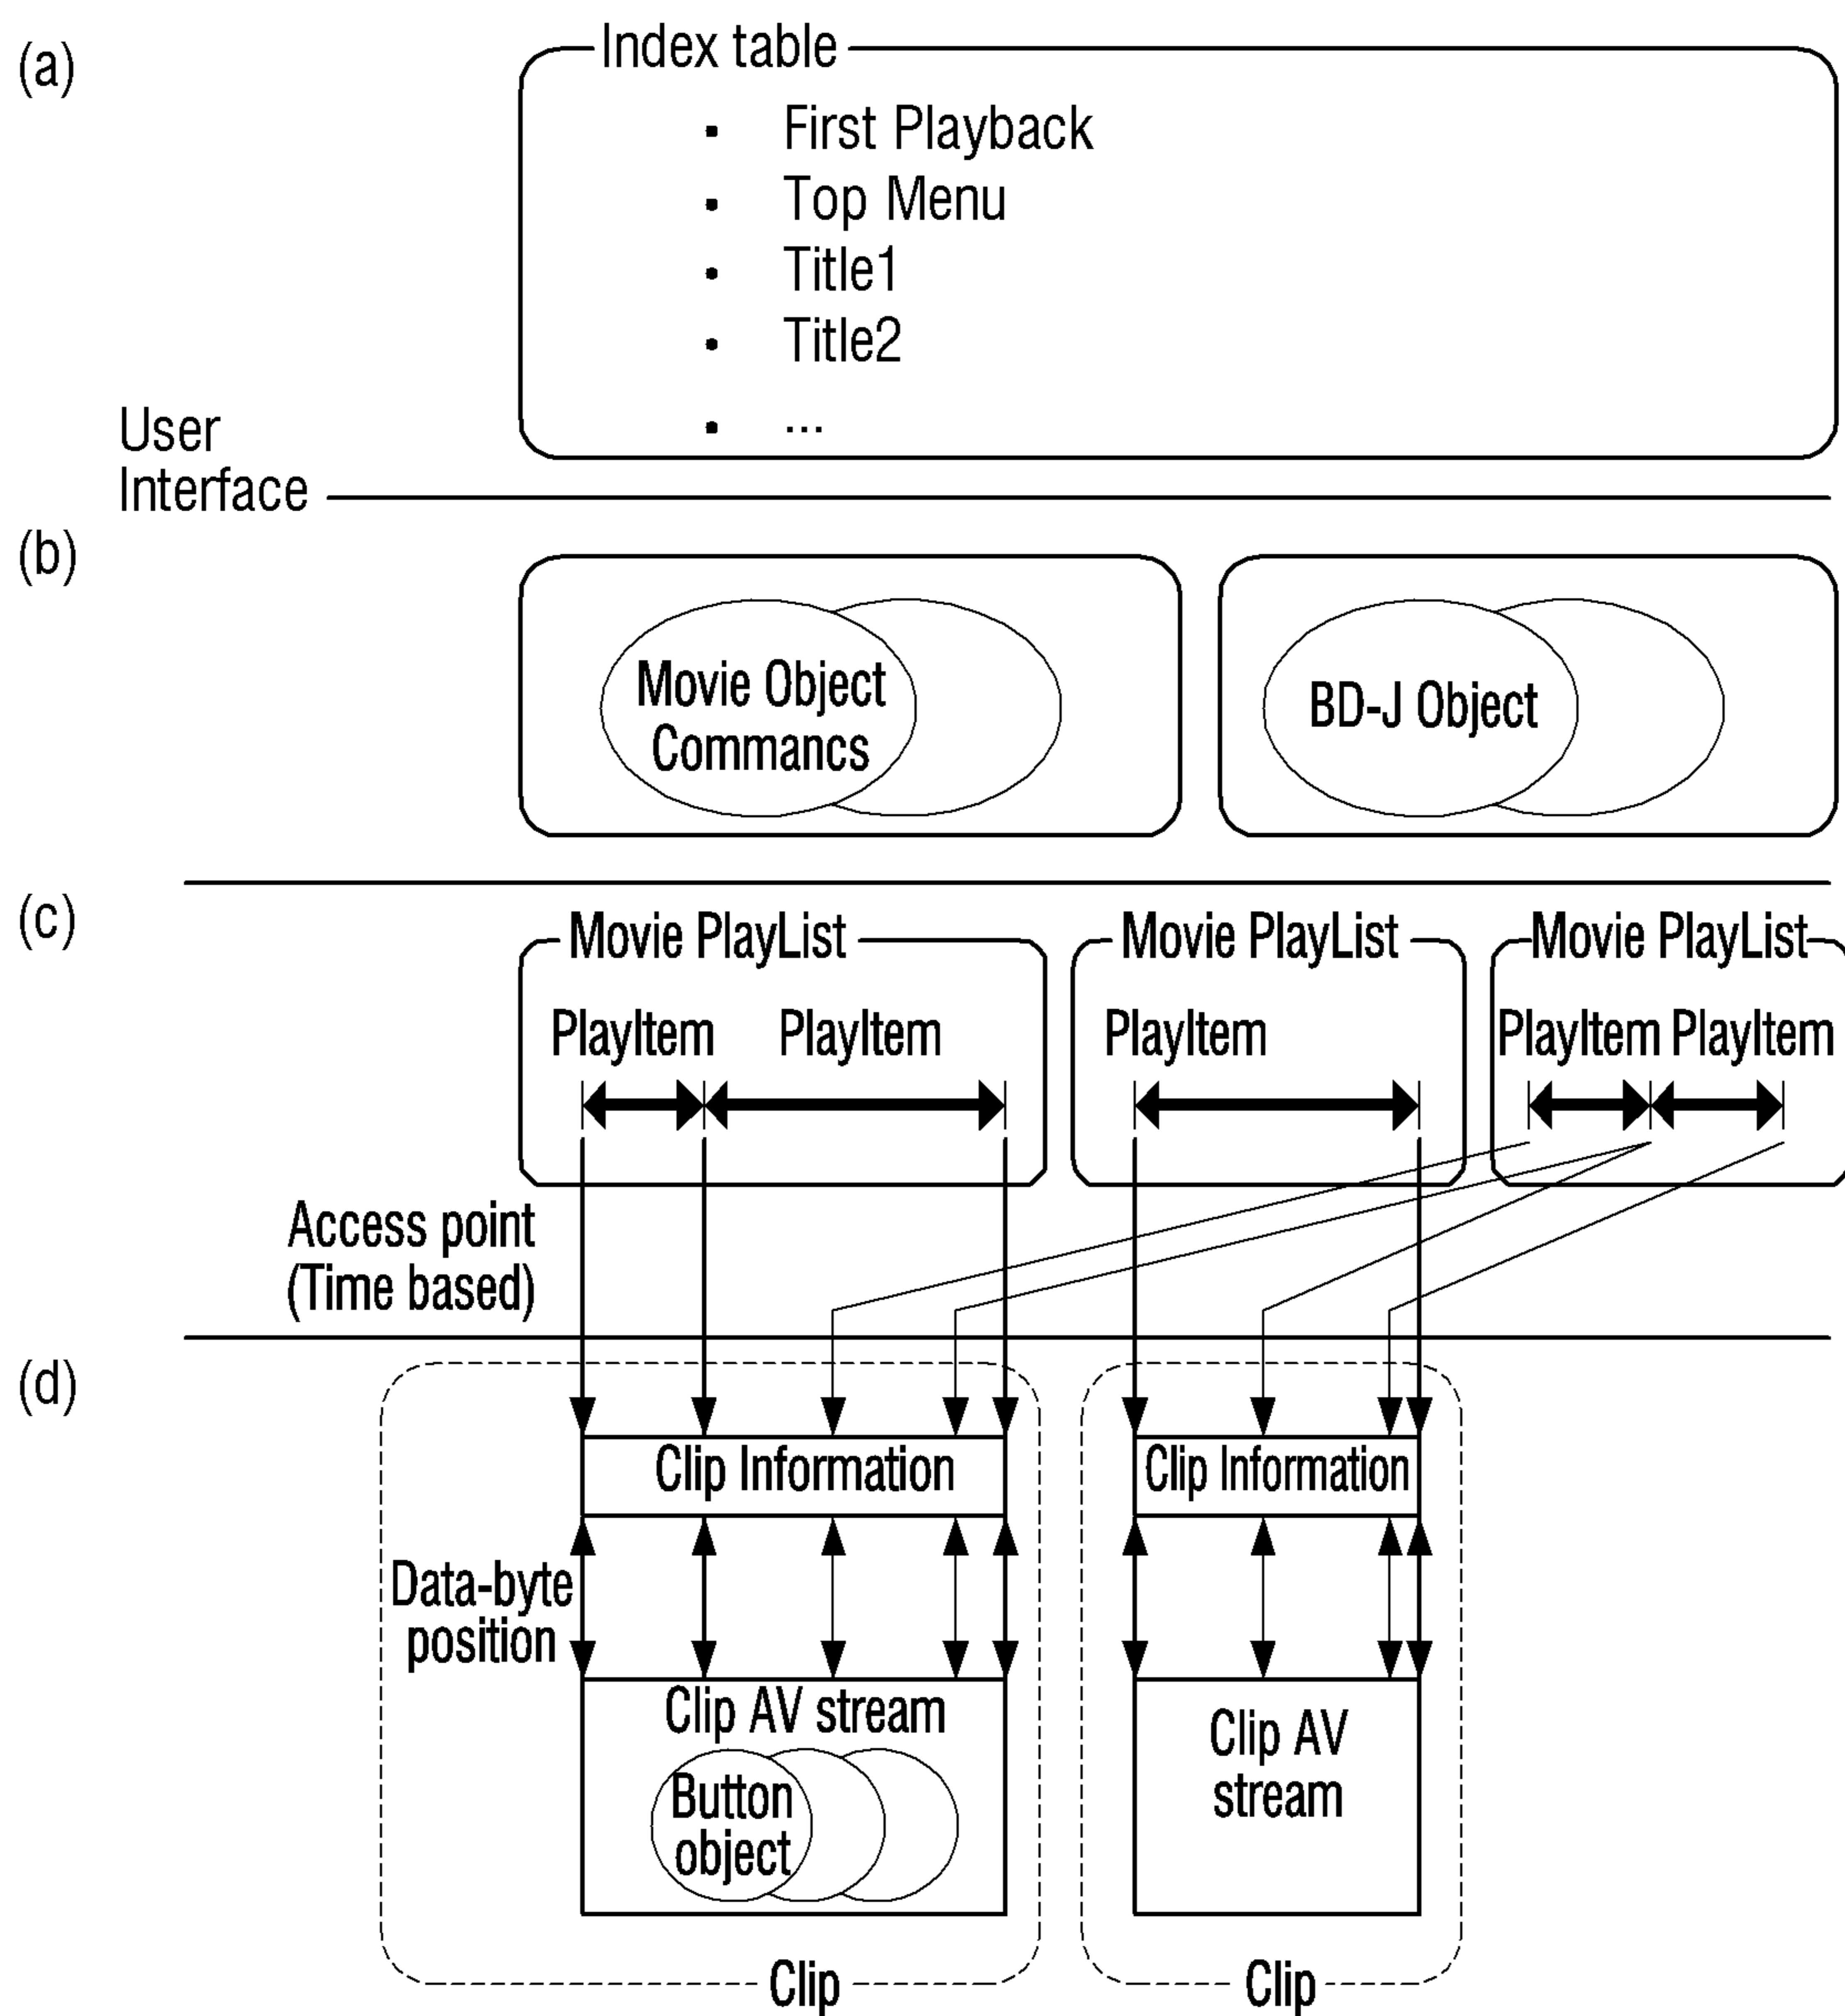 (a)
Index table
• First Playback
• Top Menu
• Title1
• Title2
• ...
User
Interface
(b)
Movie Object
Commancs
BD-J Object
(c)
Movie PlayList
Movie PlayList
Movie PlayList
PlayItem
PlayItem
PlayItem
PlayItem
PlayItem
Access point
(Time based)
(d)
Clip Information
Clip Information
Data-byte
position
Clip AV stream
Button
object
Clip AV
stream
Clip
Clip